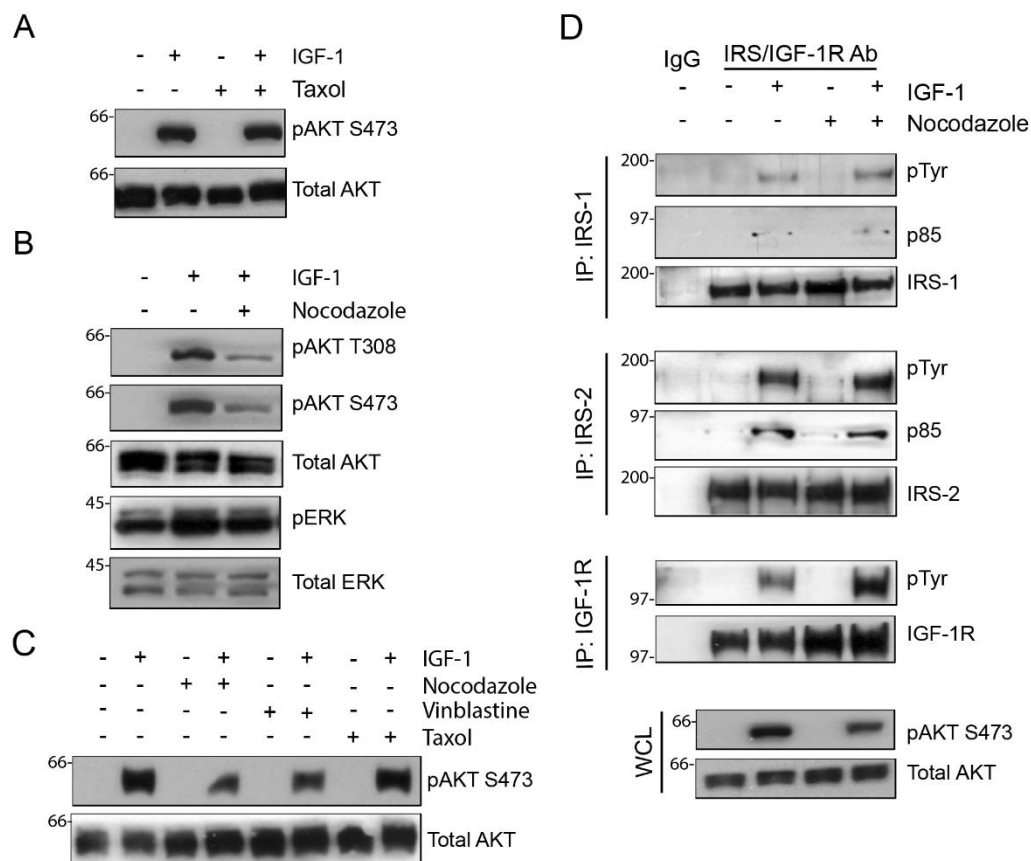 A
- + - + IGF-1
- - + + Taxol
66- pAKT S473
66- Total AKT
B
- + + IGF-1
- - + Nocodazole
66- pAKT T308
66- pAKT S473
66- Total AKT
45- pERK
45- Total ERK
C
- + - + - + - + IGF-1
- - + + - - - - Nocodazole
- - - - + + - - Vinblastine
- - - - - - + + Taxol
66- pAKT S473
66- Total AKT
D
IgG IRS/IGF-1R Ab
- - + - + IGF-1
- - - + + Nocodazole
IP: IRS-1
200- pTyr
97- p85
200- IRS-1
IP: IRS-2
200- pTyr
97- p85
200- IRS-2
IP: IGF-1R
97- pTyr
97- IGF-1R
WCL
66- pAKT S473
66- Total AKT